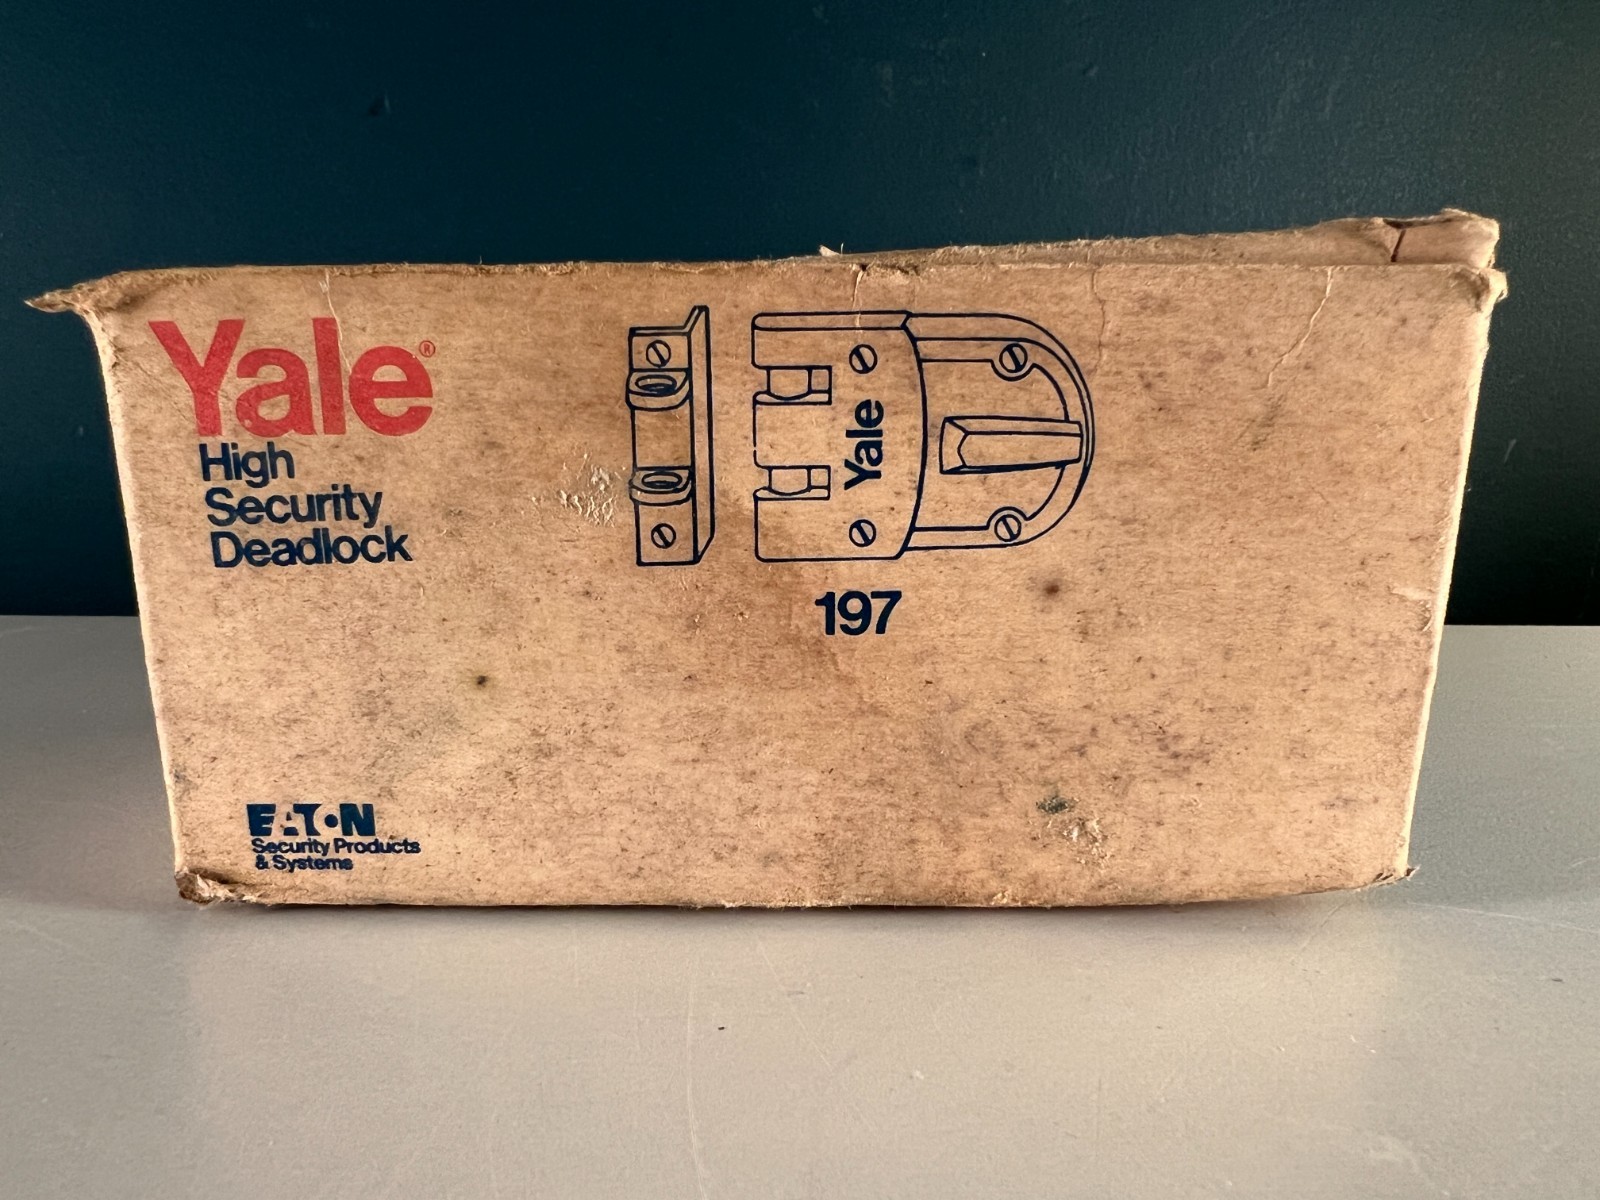 Yale®
High
Security
Deadlock
Yale
197
EATON
Security Products
& Systems